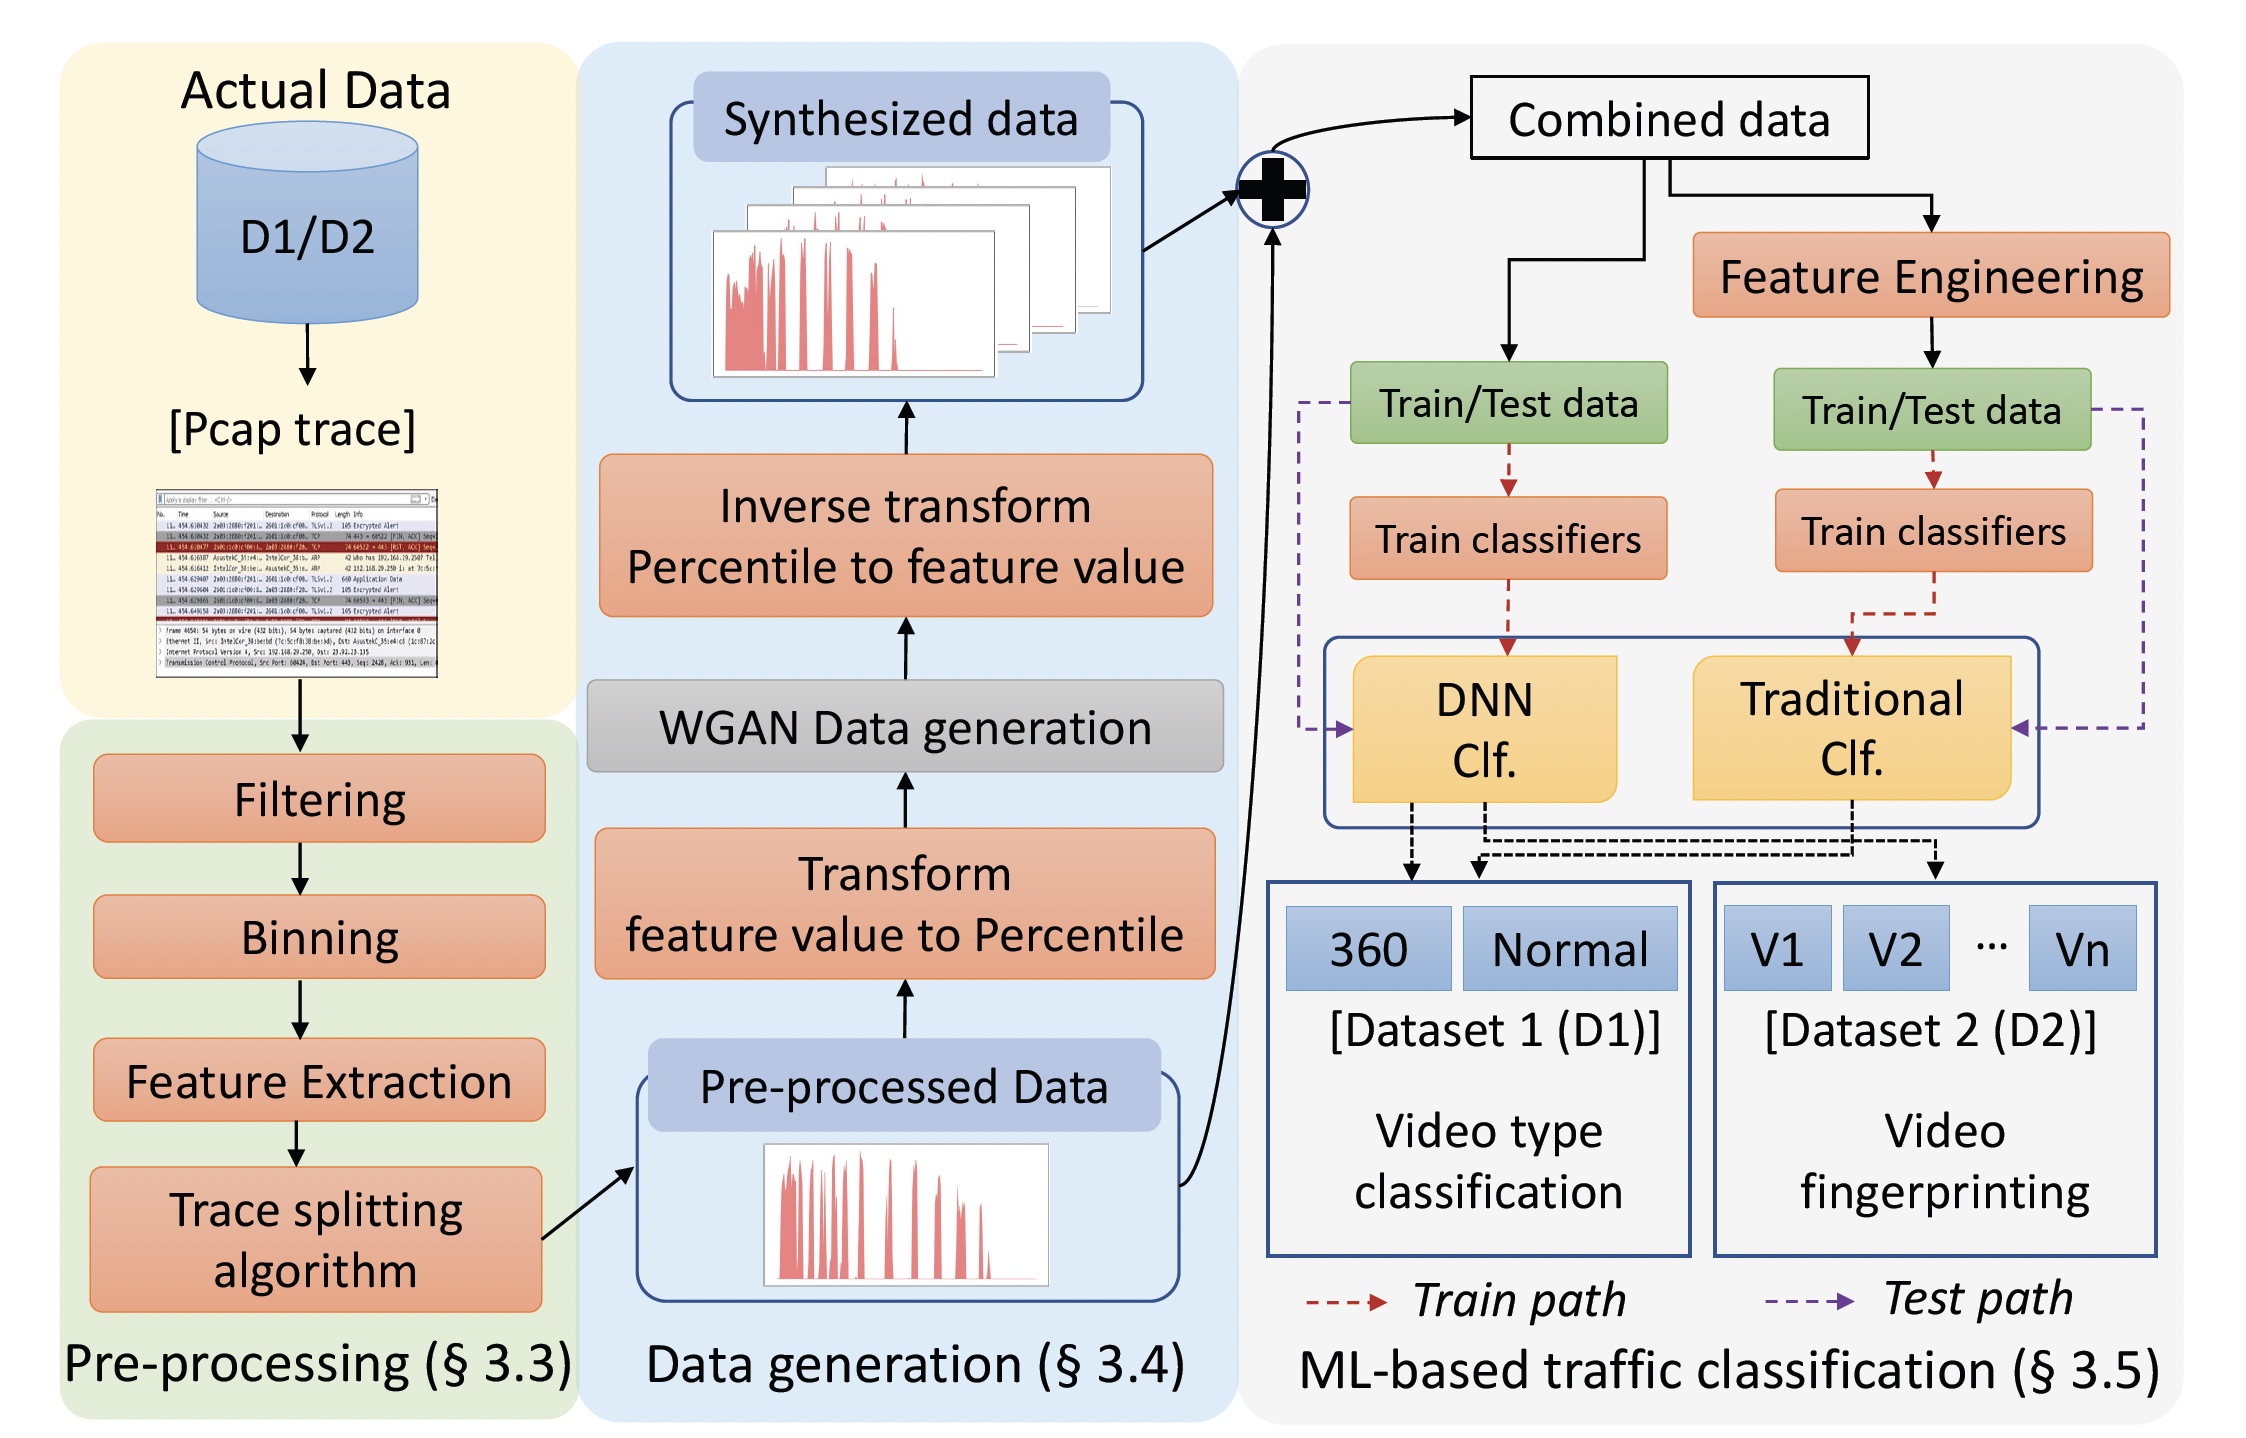 Actual Data
D1/D2
[Pcap trace]
Filtering
Binning
Feature Extraction
Trace splitting
algorithm
Pre-processing (§ 3.3)
Synthesized data
Inverse transform
Percentile to feature value
WGAN Data generation
Transform
feature value to Percentile
Pre-processed Data
Data generation (§ 3.4)
Combined data
Feature Engineering
Train/Test data
Train/Test data
Train classifiers
Train classifiers
DNN
Clf.
Traditional
Clf.
360
Normal
[Dataset 1 (D1)]
Video type
classification
V1
V2
...
Vn
[Dataset 2 (D2)]
Video
fingerprinting
Train path
Test path
ML-based traffic classification (§ 3.5)